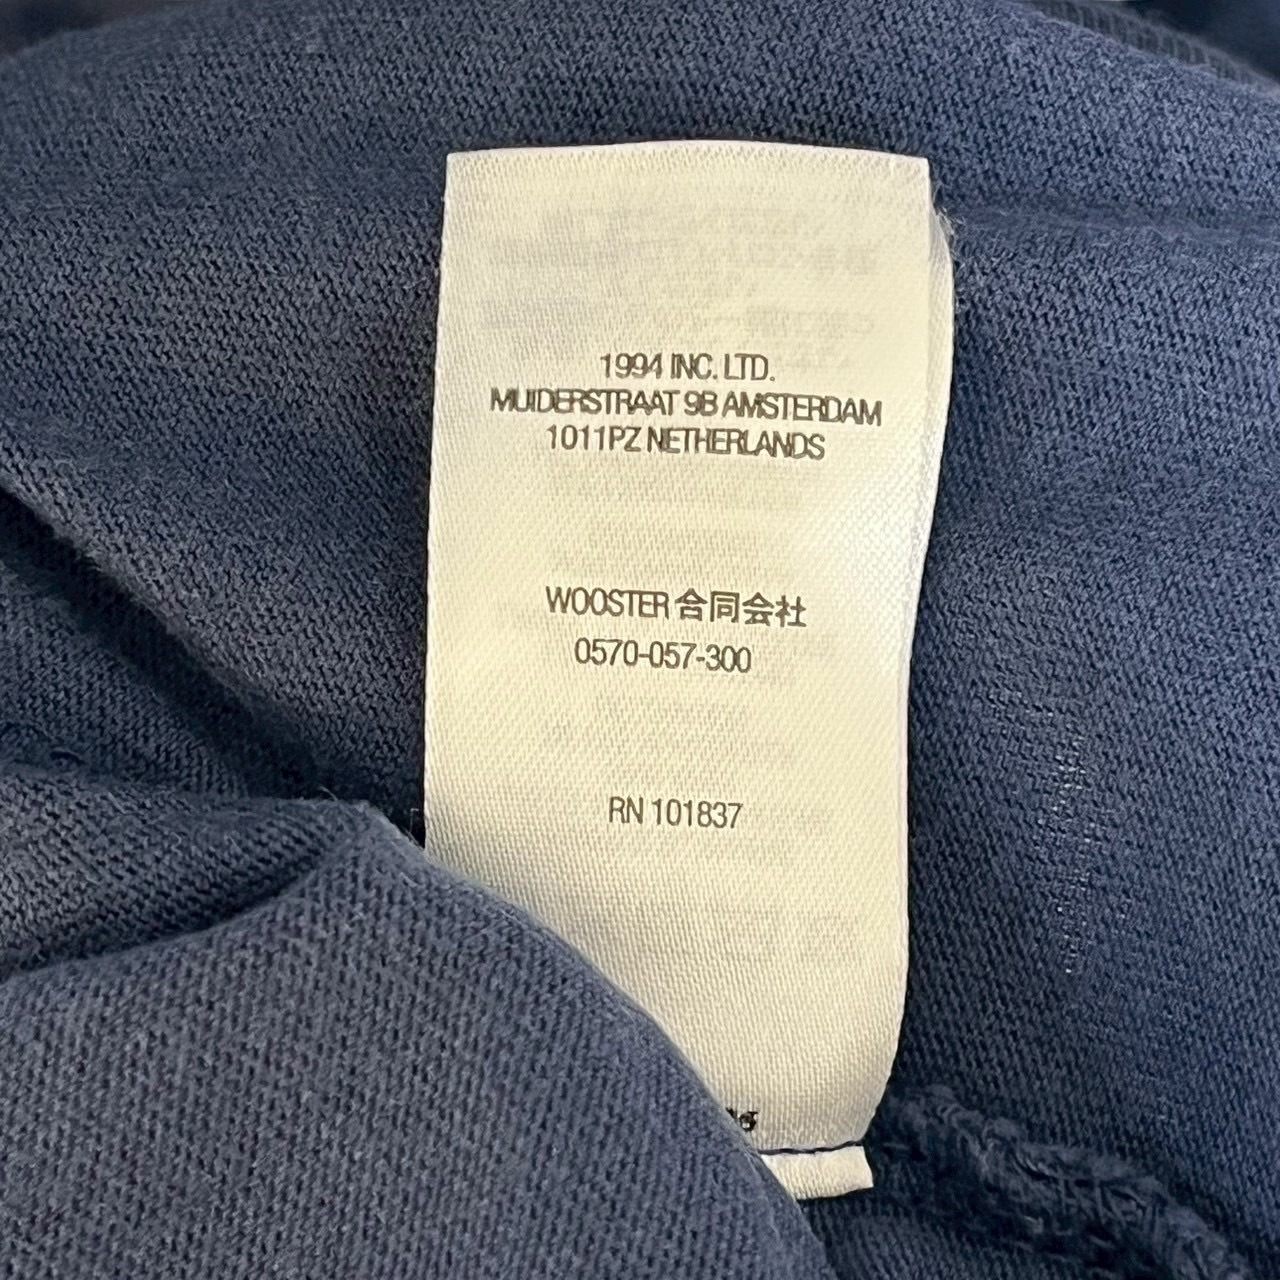 1994 INC. LTD.
MUIDERSTRAAT 9B AMSTERDAM
1011PZ NETHERLANDS
WOOSTER 合同会社
0570-057-300
RN 101837